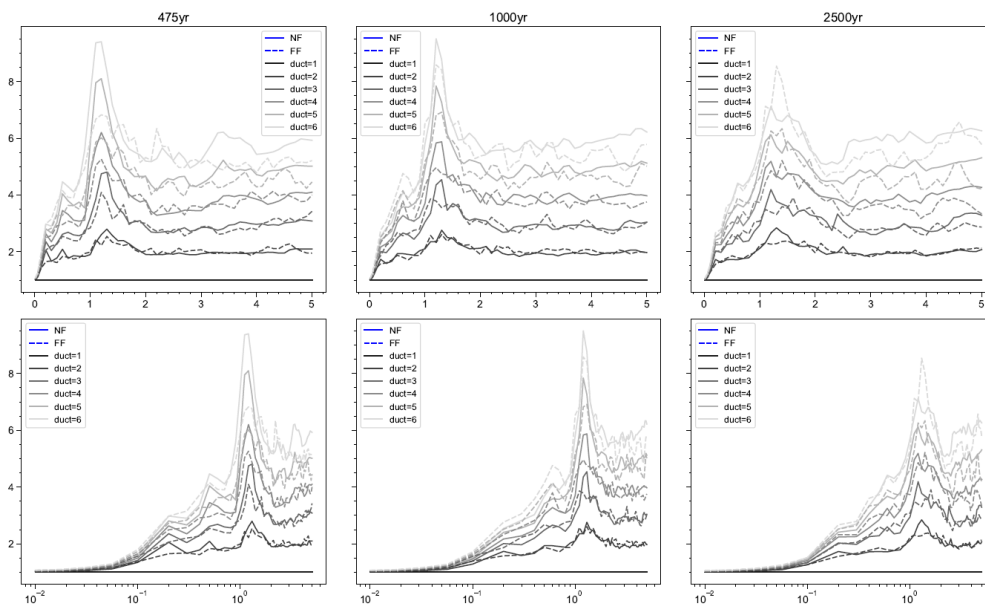 475yr
1000yr
2500yr
8
6
4
2
NF
FF
duct=1
duct=2
duct=3
duct=4
duct=5
duct=6
NF
FF
duct=1
duct=2
duct=3
duct=4
duct=5
duct=6
NF
FF
duct=1
duct=2
duct=3
duct=4
duct=5
duct=6
0 1 2 3 4 5
0 1 2 3 4 5
0 1 2 3 4 5
8
6
4
2
NF
FF
duct=1
duct=2
duct=3
duct=4
duct=5
duct=6
NF
FF
duct=1
duct=2
duct=3
duct=4
duct=5
duct=6
NF
FF
duct=1
duct=2
duct=3
duct=4
duct=5
duct=6
10⁻² 10⁻¹ 10⁰
10⁻² 10⁻¹ 10⁰
10⁻² 10⁻¹ 10⁰